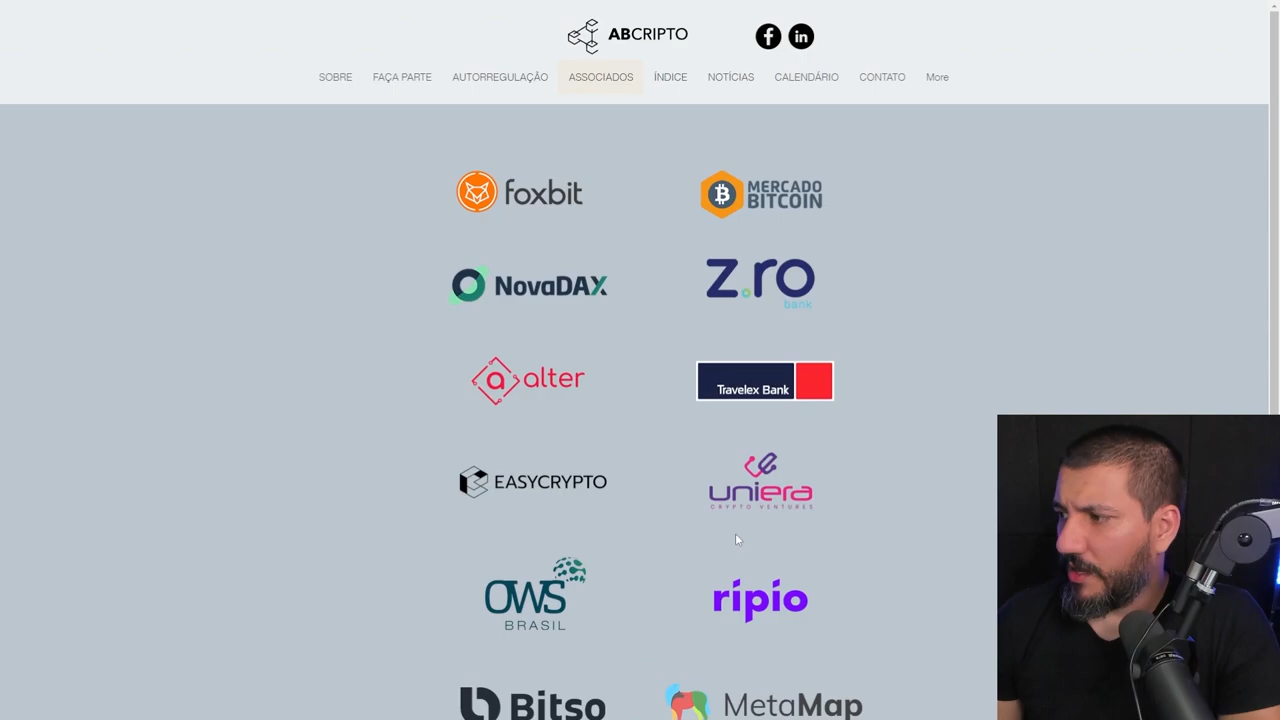 ABCRIPTO
SOBRE FAÇA PARTE AUTORREGULAÇÃO ASSOCIADOS ÍNDICE NOTÍCIAS CALENDÁRIO CONTATO More
foxbit
MERCADO
BITCOIN
NovaDAX
z.ro
bank
alter
Travelex Bank
EASYCRYPTO
uniera
CRYPTO VENTURES
OWS
BRASIL
ripio
Bitso
MetaMap